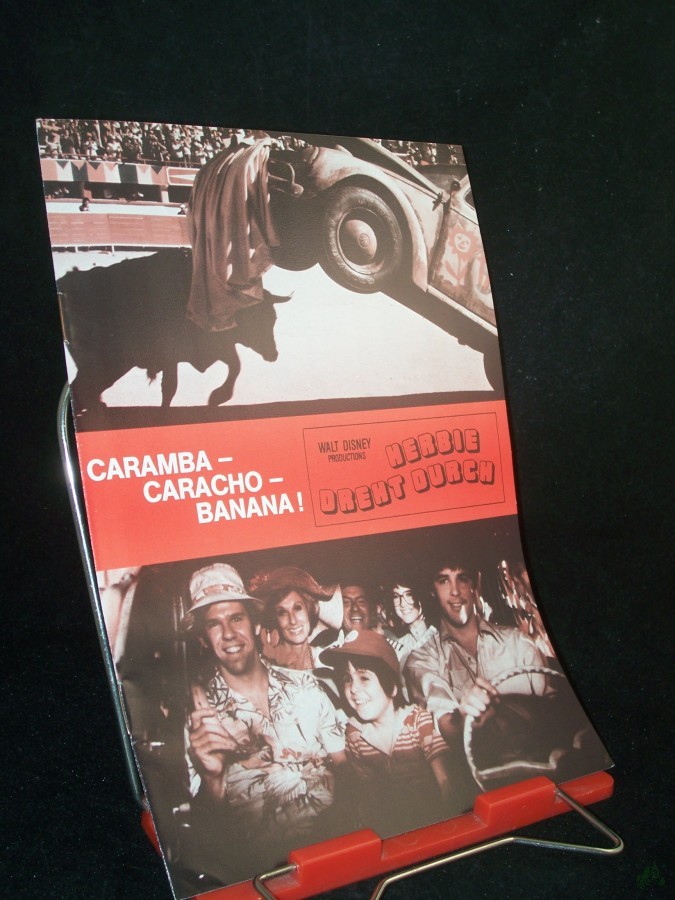 CARAMBA –
CARACHO –
BANANA!
WALT DISNEY
PRODUCTIONS
HERBIE
DREHT DURCH